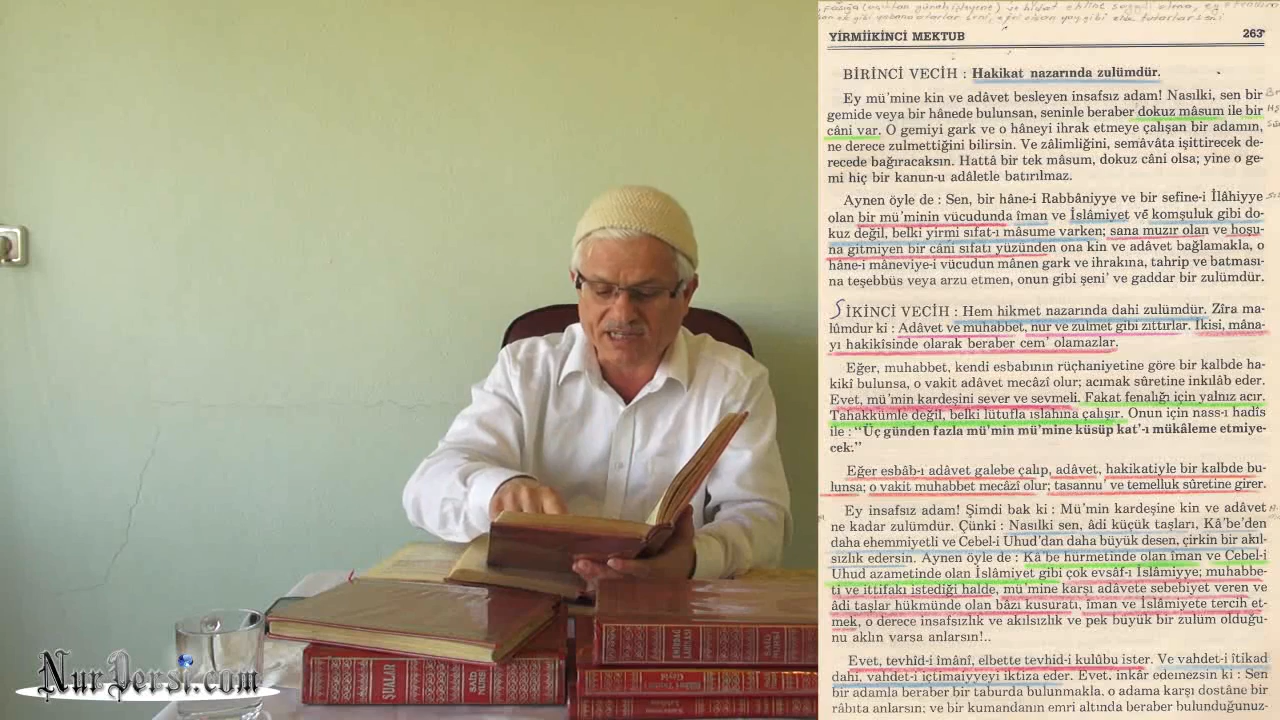 YİRMİİKİNCİ MEKTUB 263
BİRİNCİ VECİH : Hakikat nazarında zulümdür.
Ey mü'mine kin ve adâvet besleyen insafsız adam! Nasılki, sen bir
gemide veya bir hânede bulunsan, seninle beraber dokuz mâsum ile bir
câni var. O gemiyi gark ve o hâneyi ihrak etmeye çalışan bir adamın,
ne derece zulmettiğini bilirsin. Ve zâlimliğini, semâvâta işittirecek de-
recede bağıracaksın. Hattâ bir tek mâsum, dokuz câni olsa; yine o ge-
mi hiç bir kanun-u adâletle batırılmaz.
Aynen öyle de : Sen, bir hâne-i Rabbâniyye ve bir sefine-i İlâhiyye
olan bir mü'minin vücudunda îman ve İslâmiyet ve komşuluk gibi do-
kuz değil, belki yirmi sıfat-ı mâsume varken; sana muzır olan ve hoşu-
na gitmiyen bir câni sıfatı yüzünden ona kin ve adâvet bağlamakla, o
hâne-i mâneviye-i vücudun mânen gark ve ihrakına, tahrip ve batması-
na teşebbüs veya arzu etmen, onun gibi şeni' ve gaddar bir zulümdür.
İKİNCİ VECİH : Hem hikmet nazarında dahi zulümdür. Zîra ma-
lûmdur ki : Adâvet ve muhabbet, nur ve zulmet gibi zıttırlar. İkisi, mâna-
yı hakikîsinde olarak beraber cem' olamazlar.
Eğer, muhabbet, kendi esbabının rüçhaniyetine göre bir kalbde ha-
kikî bulunsa, o vakit adâvet mecâzî olur; acımak sûretine inkılâb eder.
Evet, mü'min kardeşini sever ve sevmeli. Fakat fenalığı için yalnız acır.
Tahakkümle değil, belki lütufla ıslahına çalışır. Onun için nass-ı hadîs
ile : "Üç günden fazla mü'min mü'mine küsüp kat'-ı mükâleme etmiye-
cek."
Eğer esbâb-ı adâvet galebe çalıp, adâvet, hakikatiyle bir kalbde bu-
lunsa; o vakit muhabbet mecâzî olur; tasannu' ve temelluk sûretine girer.
Ey insafsız adam! Şimdi bak ki : Mü'min kardeşine kin ve adâvet
ne kadar zulümdür. Çünki : Nasılki sen, âdi küçük taşları, Kâ'be'den
daha ehemmiyetli ve Cebel-i Uhud'dan daha büyük desen, çirkin bir akıl-
sızlık edersin. Aynen öyle de : Kâ'be hürmetinde olan îman ve Cebel-i
Uhud azametinde olan İslâmiyet gibi çok evsâf-ı İslâmiyye; muhabbe-
ti ve ittifakı istediği halde, mü'mine karşı adâvete sebebiyet veren ve
âdi taşlar hükmünde olan bâzı kusuratı, îman ve İslâmiyete tercih et-
mek, o derece insafsızlık ve akılsızlık ve pek büyük bir zulüm olduğu-
nu aklın varsa anlarsın!..
Evet, tevhîd-i îmânî, elbette tevhid-i kulûbu ister. Ve vahdet-i itikad
dahi, vahdet-i içtimaiyyeyi iktiza eder. Evet. inkâr edemezsin ki : Sen
bir adamla beraber bir taburda bulunmakla, o adama karşı dostâne bir
râbıta anlarsın; ve bir kumandanın emri altında beraber bulunduğunuz-
ŞUALAR
SAİD
NURSİ
SAİD
NURSİ
NurDersi.com